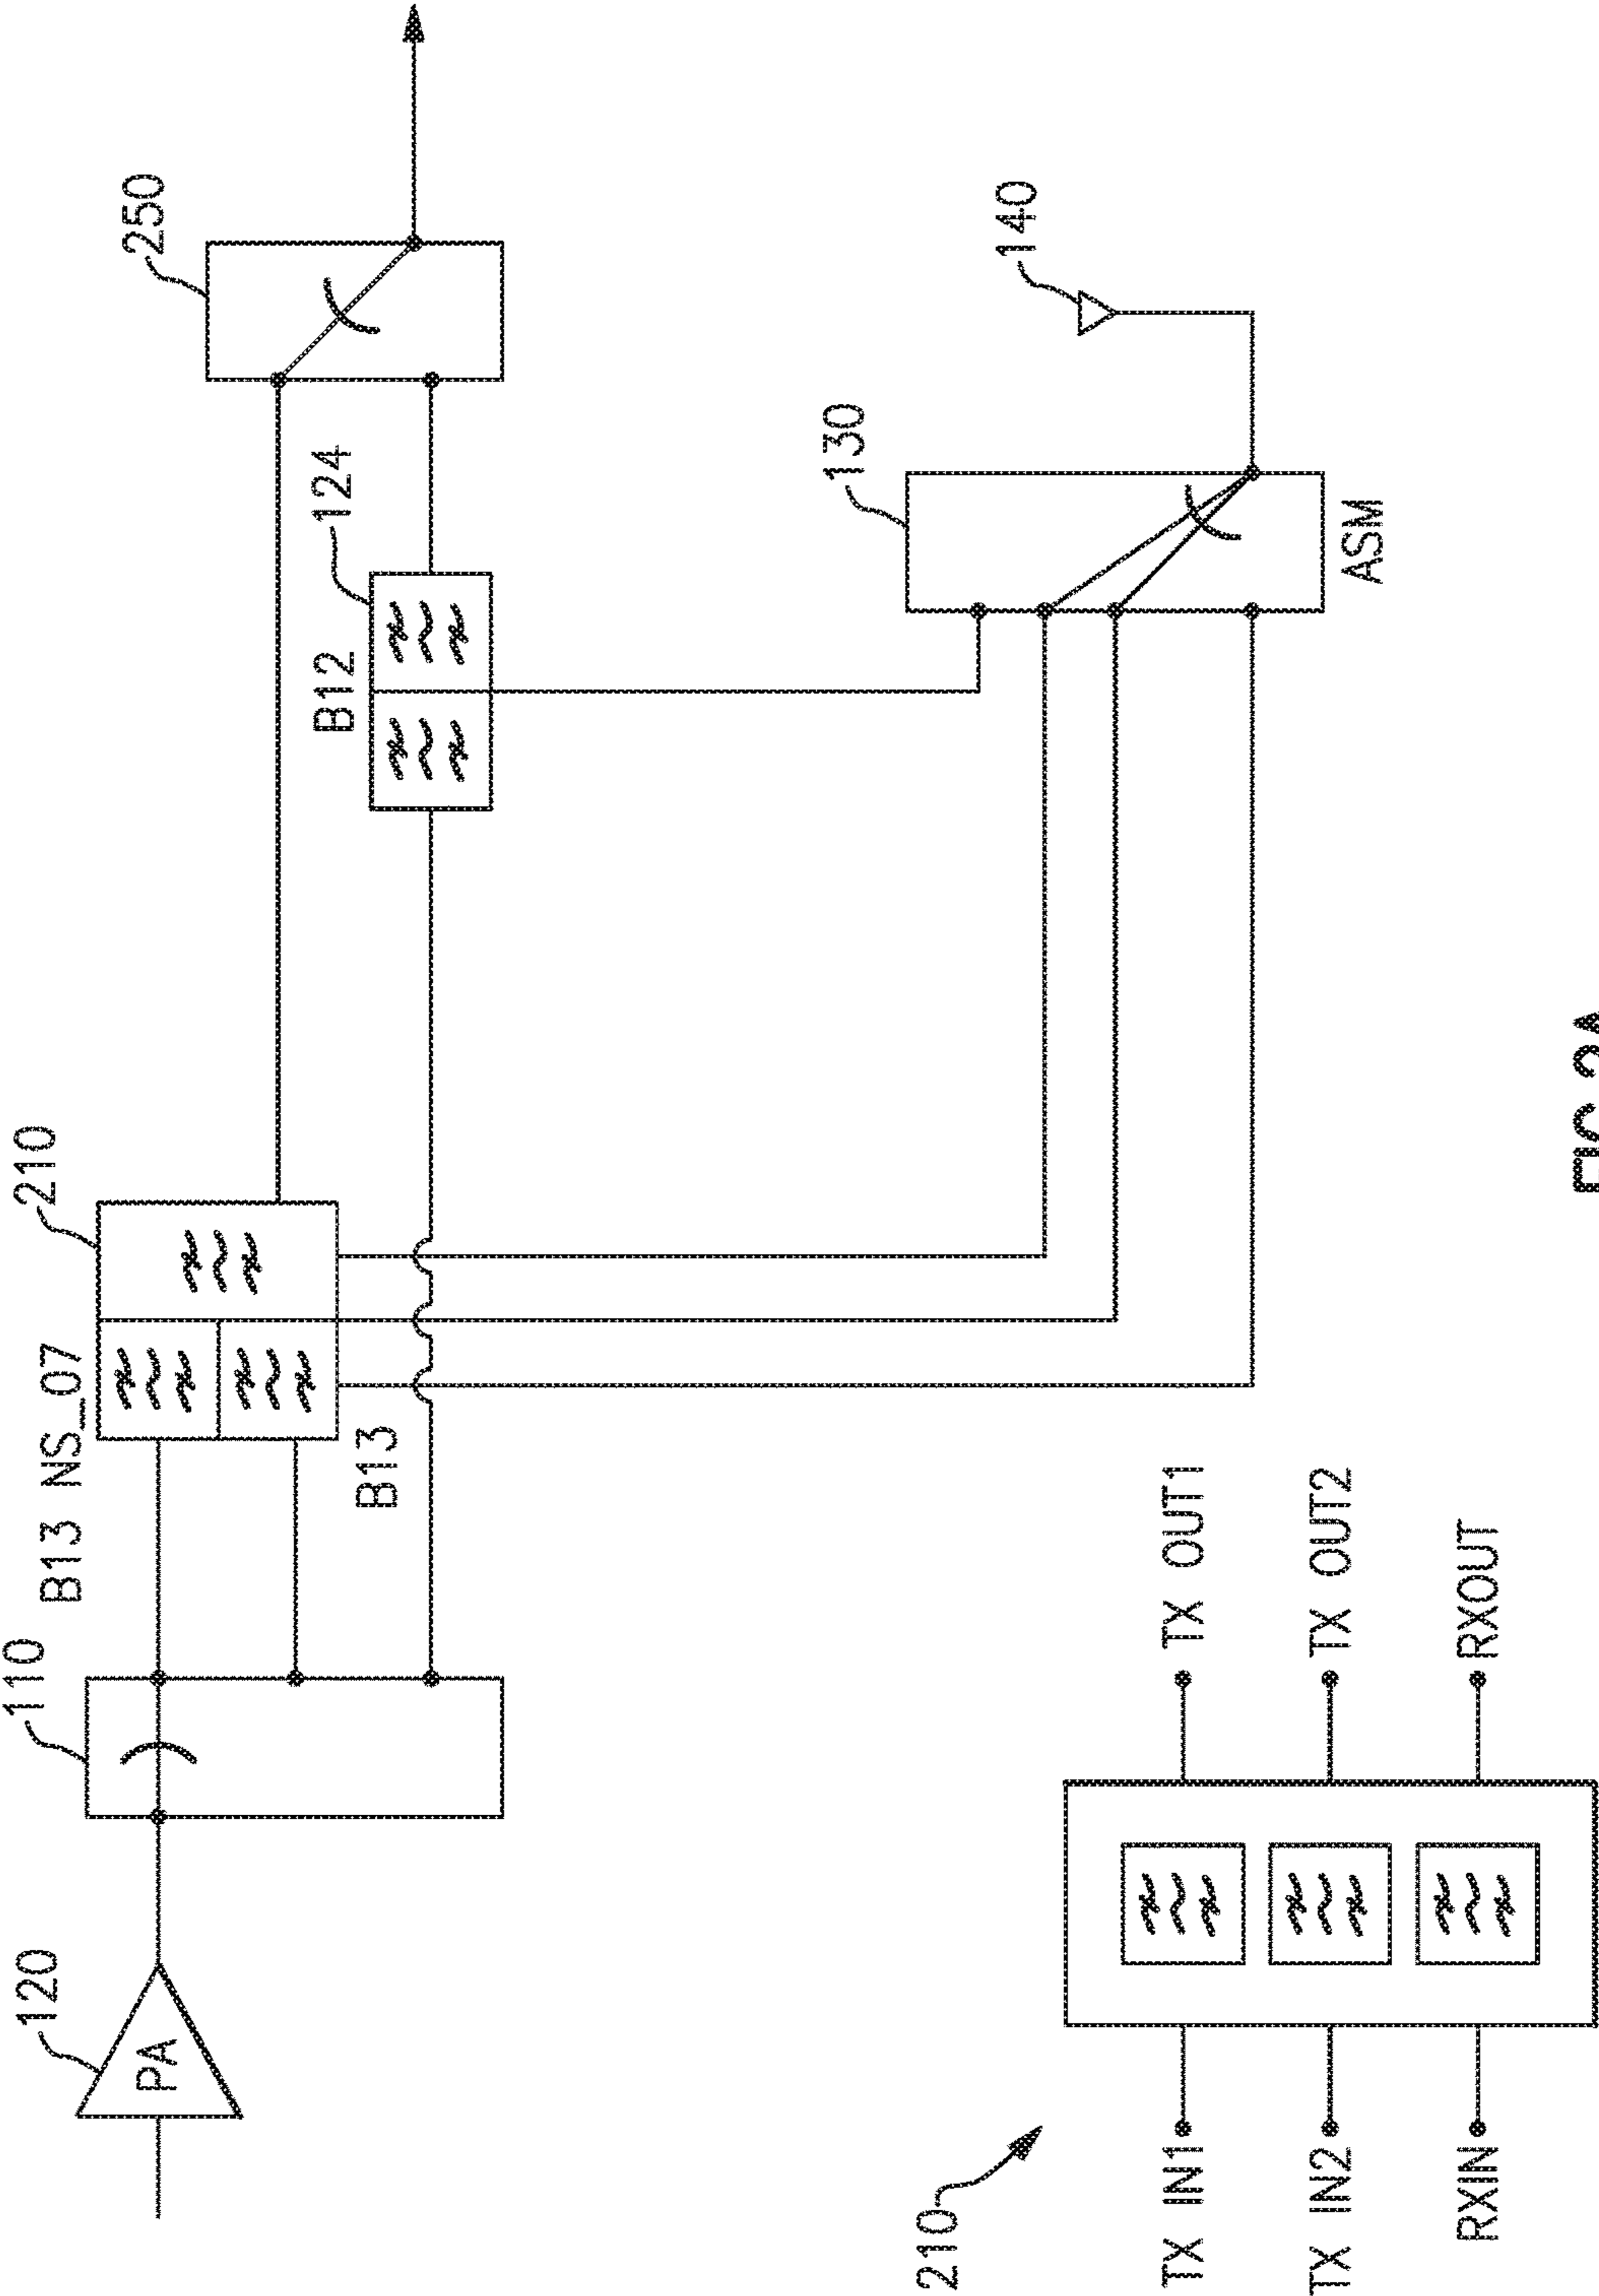 120
110
B13 NS_07
210
250
PA
B12
124
B13
130
140
ASM
210
TX IN1
TX OUT1
TX IN2
TX OUT2
RXIN
RXOUT